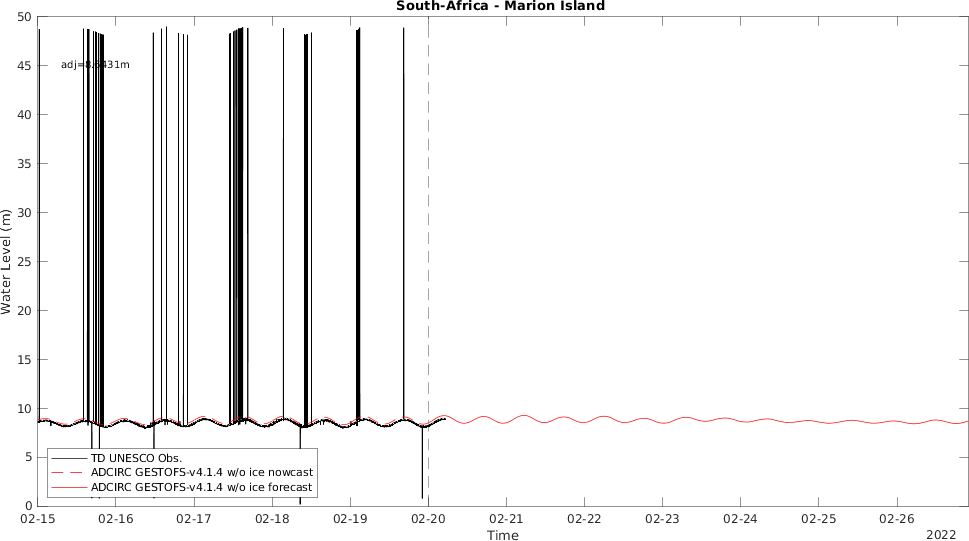 South-Africa - Marion Island
50
45
40
35
30
25
20
15
10
5
0
Water Level (m)
TD UNESCO Obs.
ADCIRC GESTOFS-v4.1.4 w/o ice nowcast
ADCIRC GESTOFS-v4.1.4 w/o ice forecast
02-15 02-16 02-17 02-18 02-19 02-20 02-21 02-22 02-23 02-24 02-25 02-26
Time
2022